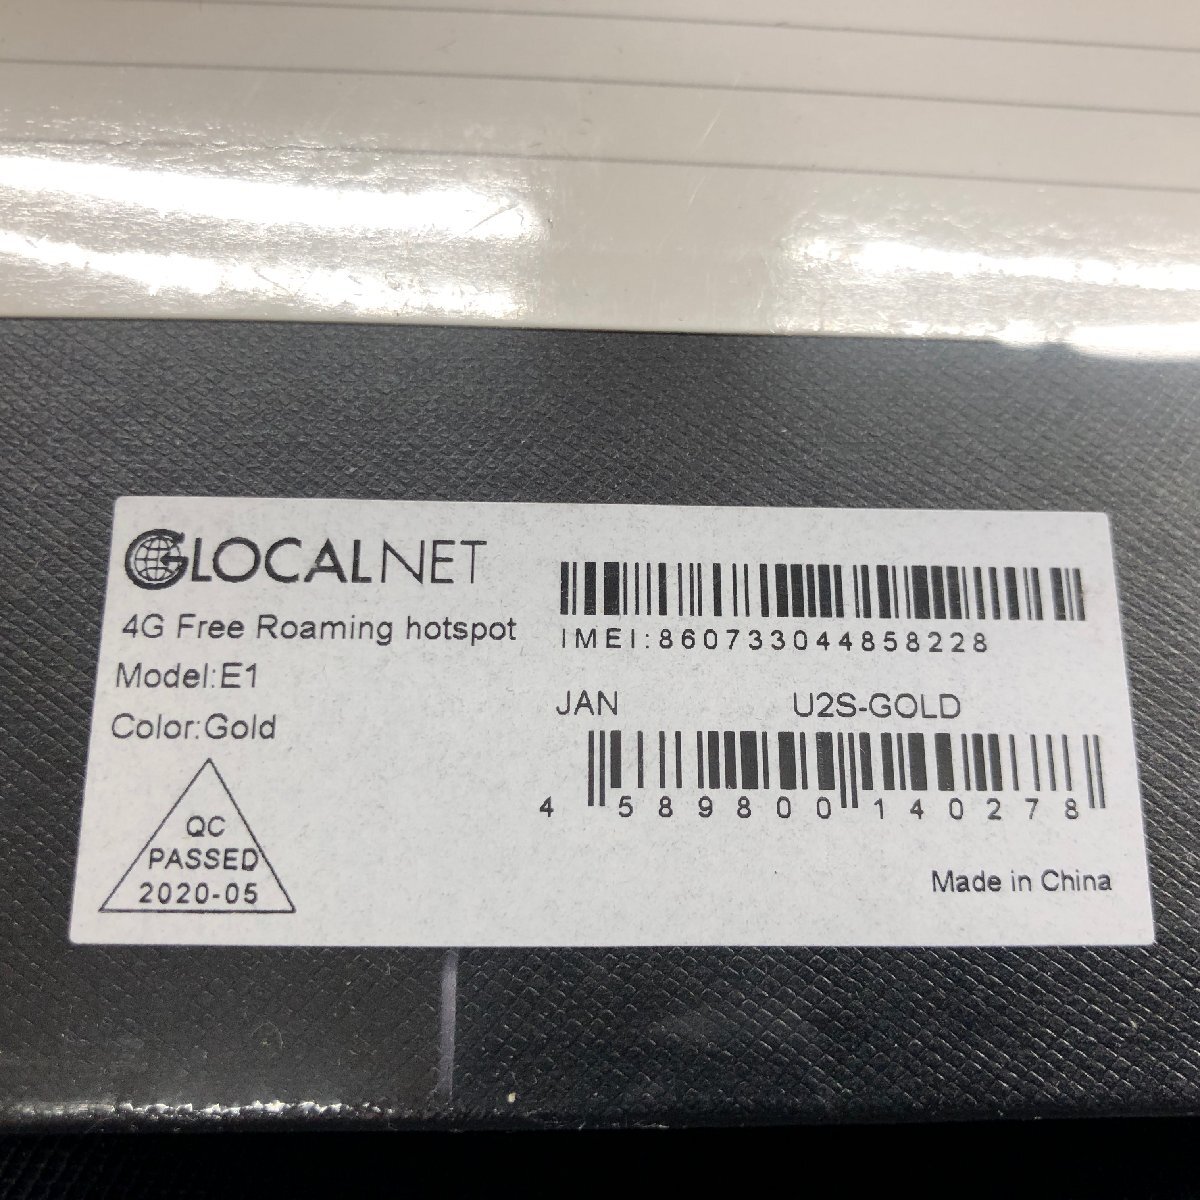 GLOCALNET
4G Free Roaming hotspot
Model:E1
Color:Gold
QC
PASSED
2020-05
IMEI:860733044858228
JAN U2S-GOLD
4 589800 140278
Made in China